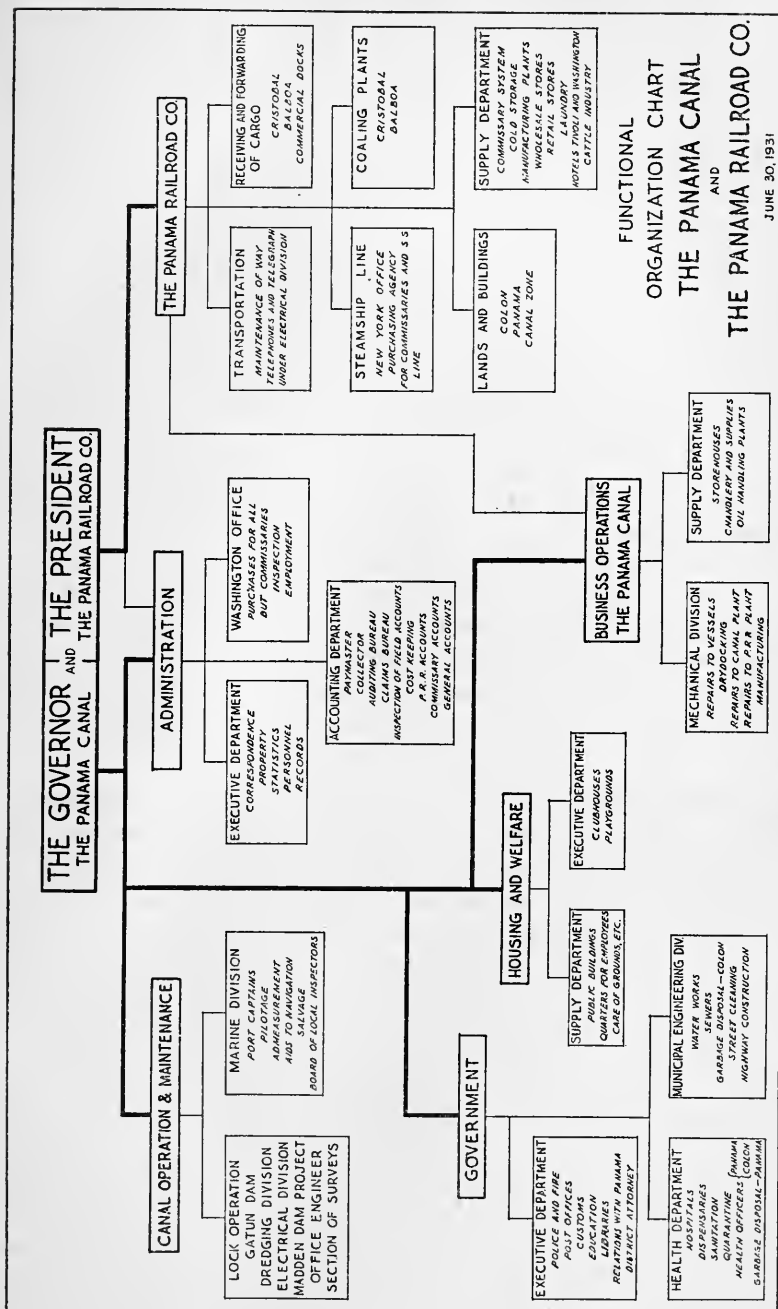 THE GOVERNOR AND THE PRESIDENT
THE PANAMA CANAL THE PANAMA RAILROAD CO.
CANAL OPERATION & MAINTENANCE
LOCK OPERATION
GATUN DAM
DREDGING DIVISION
ELECTRICAL DIVISION
MADDEN DAM PROJECT
OFFICE ENGINEER
SECTION OF SURVEYS
MARINE DIVISION
PORT CAPTAINS
PILOTAGE
ADMEASUREMENT
AIDS TO NAVIGATION
SALVAGE
BOARD OF LOCAL INSPECTORS
ADMINISTRATION
EXECUTIVE DEPARTMENT
CORRESPONDENCE
PROPERTY
STATISTICS
PERSONNEL
RECORDS
WASHINGTON OFFICE
PURCHASES FOR ALL
BUT COMMISSARIES
INSPECTION
EMPLOYMENT
ACCOUNTING DEPARTMENT
PAYMASTER
COLLECTOR
AUDITING BUREAU
CLAIMS BUREAU
INSPECTION OF FIELD ACCOUNTS
COST KEEPING
P.R.R. ACCOUNTS
COMMISSARY ACCOUNTS
GENERAL ACCOUNTS
THE PANAMA RAILROAD CO.
TRANSPORTATION
MAINTENANCE OF WAY
TELEPHONES AND TELEGRAPH
UNDER ELECTRICAL DIVISION
RECEIVING AND FORWARDING
OF CARGO
CRISTOBAL
BALBOA
COMMERCIAL DOCKS
STEAMSHIP LINE
NEW YORK OFFICE
PURCHASING AGENCY
FOR COMMISSARIES AND S S
LINE
COALING PLANTS
CRISTOBAL
BALBOA
LANDS AND BUILDINGS
COLON
PANAMA
CANAL ZONE
SUPPLY DEPARTMENT
COMMISSARY SYSTEM
COLD STORAGE
MANUFACTURING PLANTS
WHOLESALE STORES
RETAIL STORES
LAUNDRY
HOTELS TIVOLI AND WASHINGTON
CATTLE INDUSTRY
GOVERNMENT
EXECUTIVE DEPARTMENT
POLICE AND FIRE
POST OFFICES
CUSTOMS
EDUCATION
LIBRARIES
RELATIONS WITH PANAMA
DISTRICT ATTORNEY
HEALTH DEPARTMENT
HOSPITALS
DISPENSARIES
SANITATION
QUARANTINE
HEALTH OFFICERS { PANAMA
COLON
GARBAGE DISPOSAL-PANAMA
MUNICIPAL ENGINEERING DIV.
WATER WORKS
SEWERS
GARBAGE DISPOSAL-COLON
STREET CLEANING
HIGHWAY CONSTRUCTION
HOUSING AND WELFARE
SUPPLY DEPARTMENT
PUBLIC BUILDINGS
QUARTERS FOR EMPLOYEES
CARE OF GROUNDS, ETC.
EXECUTIVE DEPARTMENT
CLUBHOUSES
PLAYGROUNDS
BUSINESS OPERATIONS
THE PANAMA CANAL
MECHANICAL DIVISION
REPAIRS TO VESSELS
DRYDOCKING
REPAIRS TO CANAL PLANT
REPAIRS TO P.R.R PLANT
MANUFACTURING
SUPPLY DEPARTMENT
STOREHOUSES
CHANDLERY AND SUPPLIES
OIL HANDLING PLANTS
FUNCTIONAL
ORGANIZATION CHART
THE PANAMA CANAL
AND
THE PANAMA RAILROAD CO.
JUNE 30, 1931